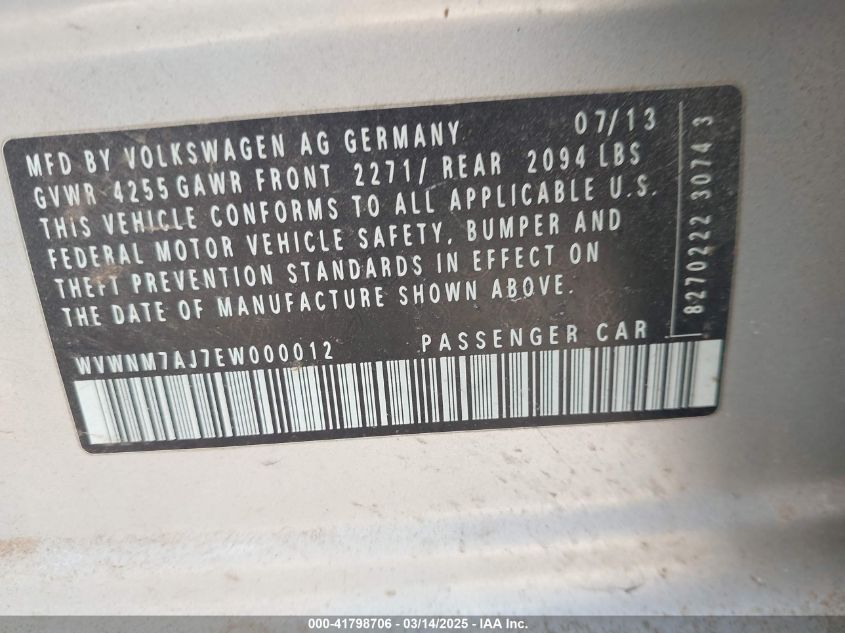 MFD BY VOLKSWAGEN AG GERMANY 07/13
GVWR 4255 GAWR FRONT 2271/ REAR 2094 LBS
THIS VEHICLE CONFORMS TO ALL APPLICABLE U.S.
FEDERAL MOTOR VEHICLE SAFETY, BUMPER AND
THEFT PREVENTION STANDARDS IN EFFECT ON
THE DATE OF MANUFACTURE SHOWN ABOVE.
WVWNM7AJ7EW000012 PASSENGER CAR
8270222 30743
000-41798706 - 03/14/2025 - IAA Inc.